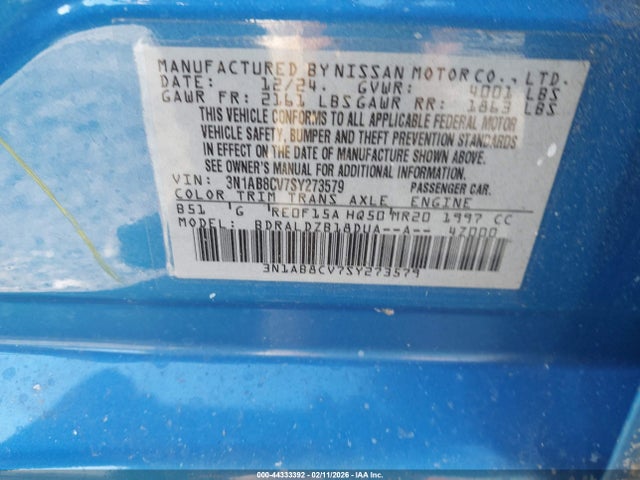 MANUFACTURED BY NISSAN MOTOR CO., LTD.
DATE: 12/24. GVWR: 4001 LBS
GAWR FR: 2161 LBS GAWR RR: 1863 LBS
THIS VEHICLE CONFORMS TO ALL APPLICABLE FEDERAL MOTOR
VEHICLE SAFETY, BUMPER AND THEFT PREVENTION STANDARDS
IN EFFECT ON THE DATE OF MANUFACTURE SHOWN ABOVE.
SEE OWNER'S MANUAL FOR ADDITIONAL INFORMATION.
VIN: 3N1AB8CV7SY273579 PASSENGER CAR.
COLOR TRIM TRANS AXLE ENGINE
B51 G RE0F15A HQ50 MR20 1997 CC
MODEL: BDRALDZB18DUA--A-- 47000
3N1AB8CV7SY273579
000-44333392 - 02/11/2026 - IAA Inc.